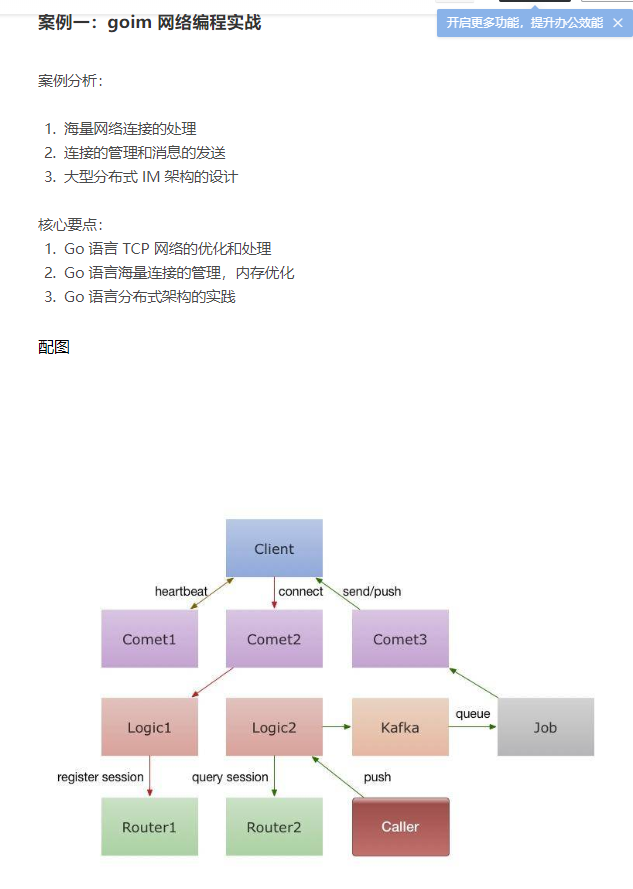 案例一：goim 网络编程实战
开启更多功能，提升办公效能
案例分析：
1. 海量网络连接的处理
2. 连接的管理和消息的发送
3. 大型分布式 IM 架构的设计
核心要点：
1. Go 语言 TCP 网络的优化和处理
2. Go 语言海量连接的管理，内存优化
3. Go 语言分布式架构的实践
配图
Client
heartbeat
connect
send/push
Comet1
Comet2
Comet3
Logic1
Logic2
Kafka
queue
Job
register session
query session
push
Router1
Router2
Caller